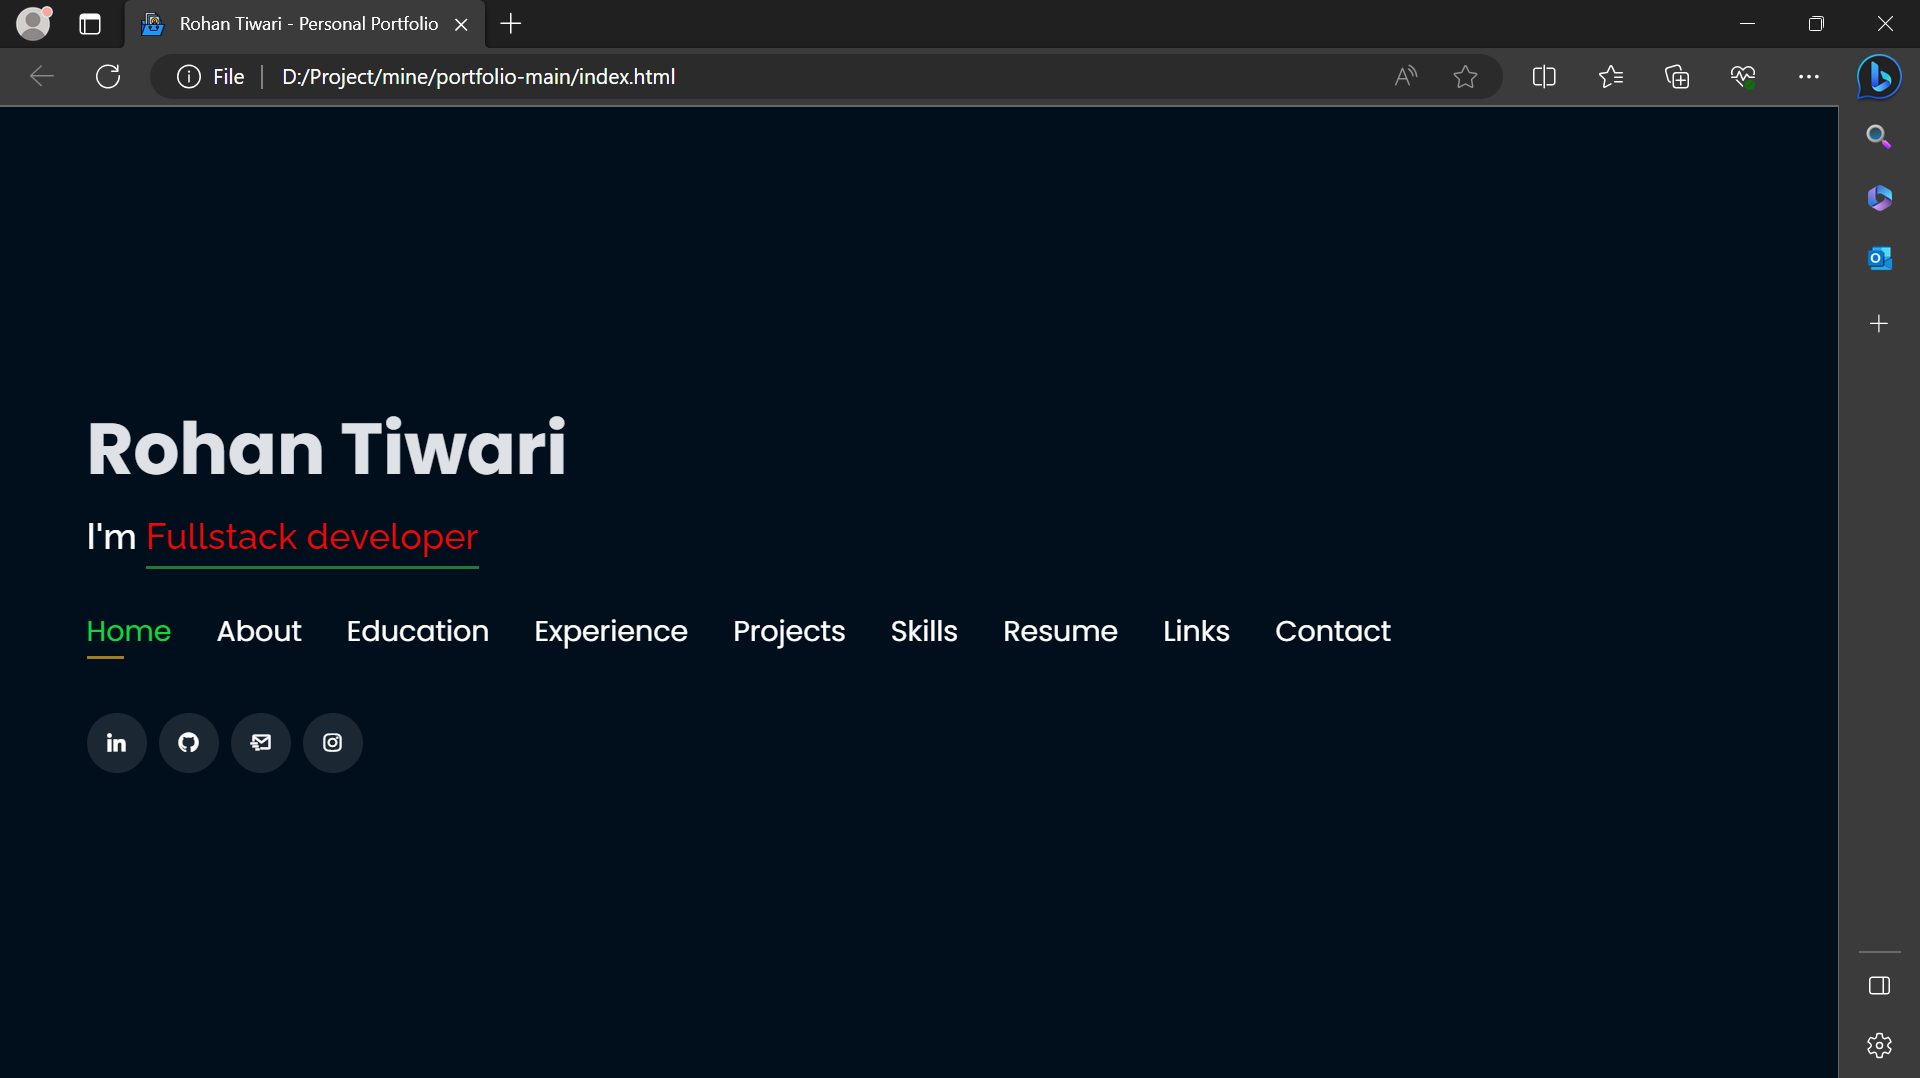 Rohan Tiwari - Personal Portfolio
File D:/Project/mine/portfolio-main/index.html
Rohan Tiwari
I'm Fullstack developer
Home About Education Experience Projects Skills Resume Links Contact
in